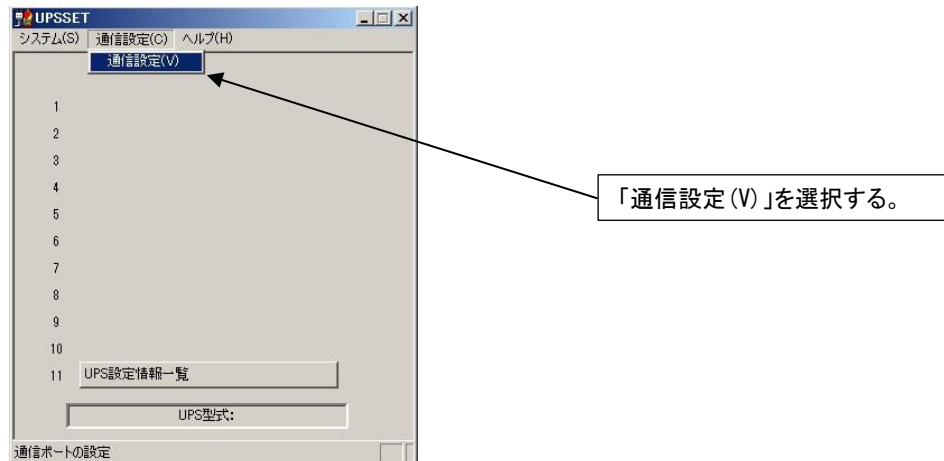 UPSSET
システム(S) 通信設定(C) ヘルプ(H)
通信設定(V)
1
2
3
4
5
6
7
8
9
10
11 UPS設定情報一覧
UPS型式:
通信ポートの設定
「通信設定(V)」を選択する。